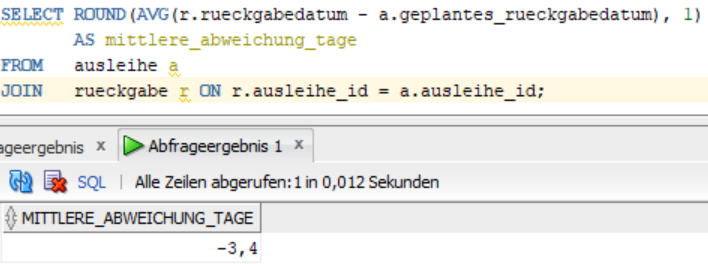 SELECT ROUND(AVG(r.rueckgabedatum - a.geplantes_rueckgabedatum), 1)
AS mittlere_abweichung_tage
FROM ausleihe a
JOIN rueckgabe r ON r.ausleihe_id = a.ausleihe_id;
ageergebnis x Abfrageergebnis 1 x
SQL | Alle Zeilen abgerufen:1 in 0,012 Sekunden
MITTLERE_ABWEICHUNG_TAGE
-3,4